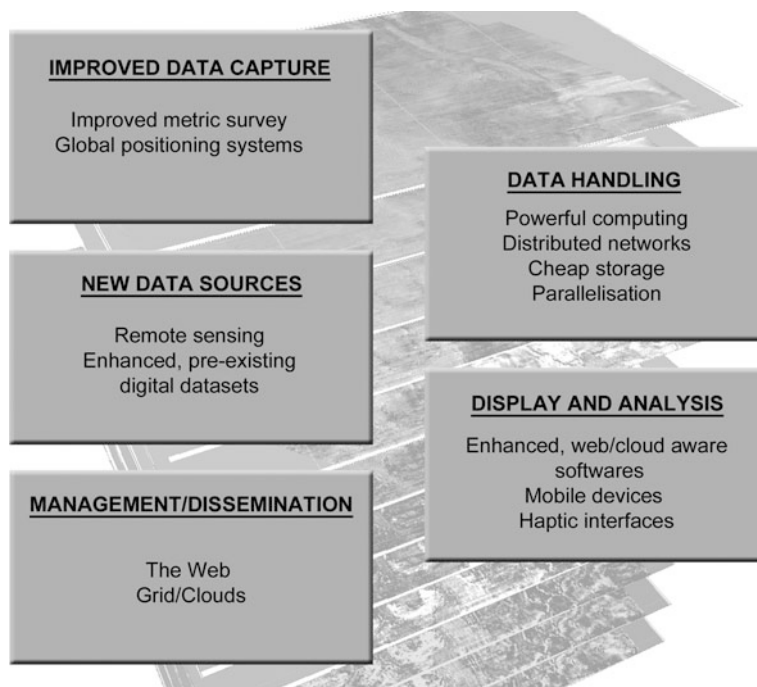 IMPROVED DATA CAPTURE
Improved metric survey
Global positioning systems
DATA HANDLING
Powerful computing
Distributed networks
Cheap storage
Parallelisation
NEW DATA SOURCES
Remote sensing
Enhanced, pre-existing
digital datasets
DISPLAY AND ANALYSIS
Enhanced, web/cloud aware
softwares
Mobile devices
Haptic interfaces
MANAGEMENT/DISSEMINATION
The Web
Grid/Clouds